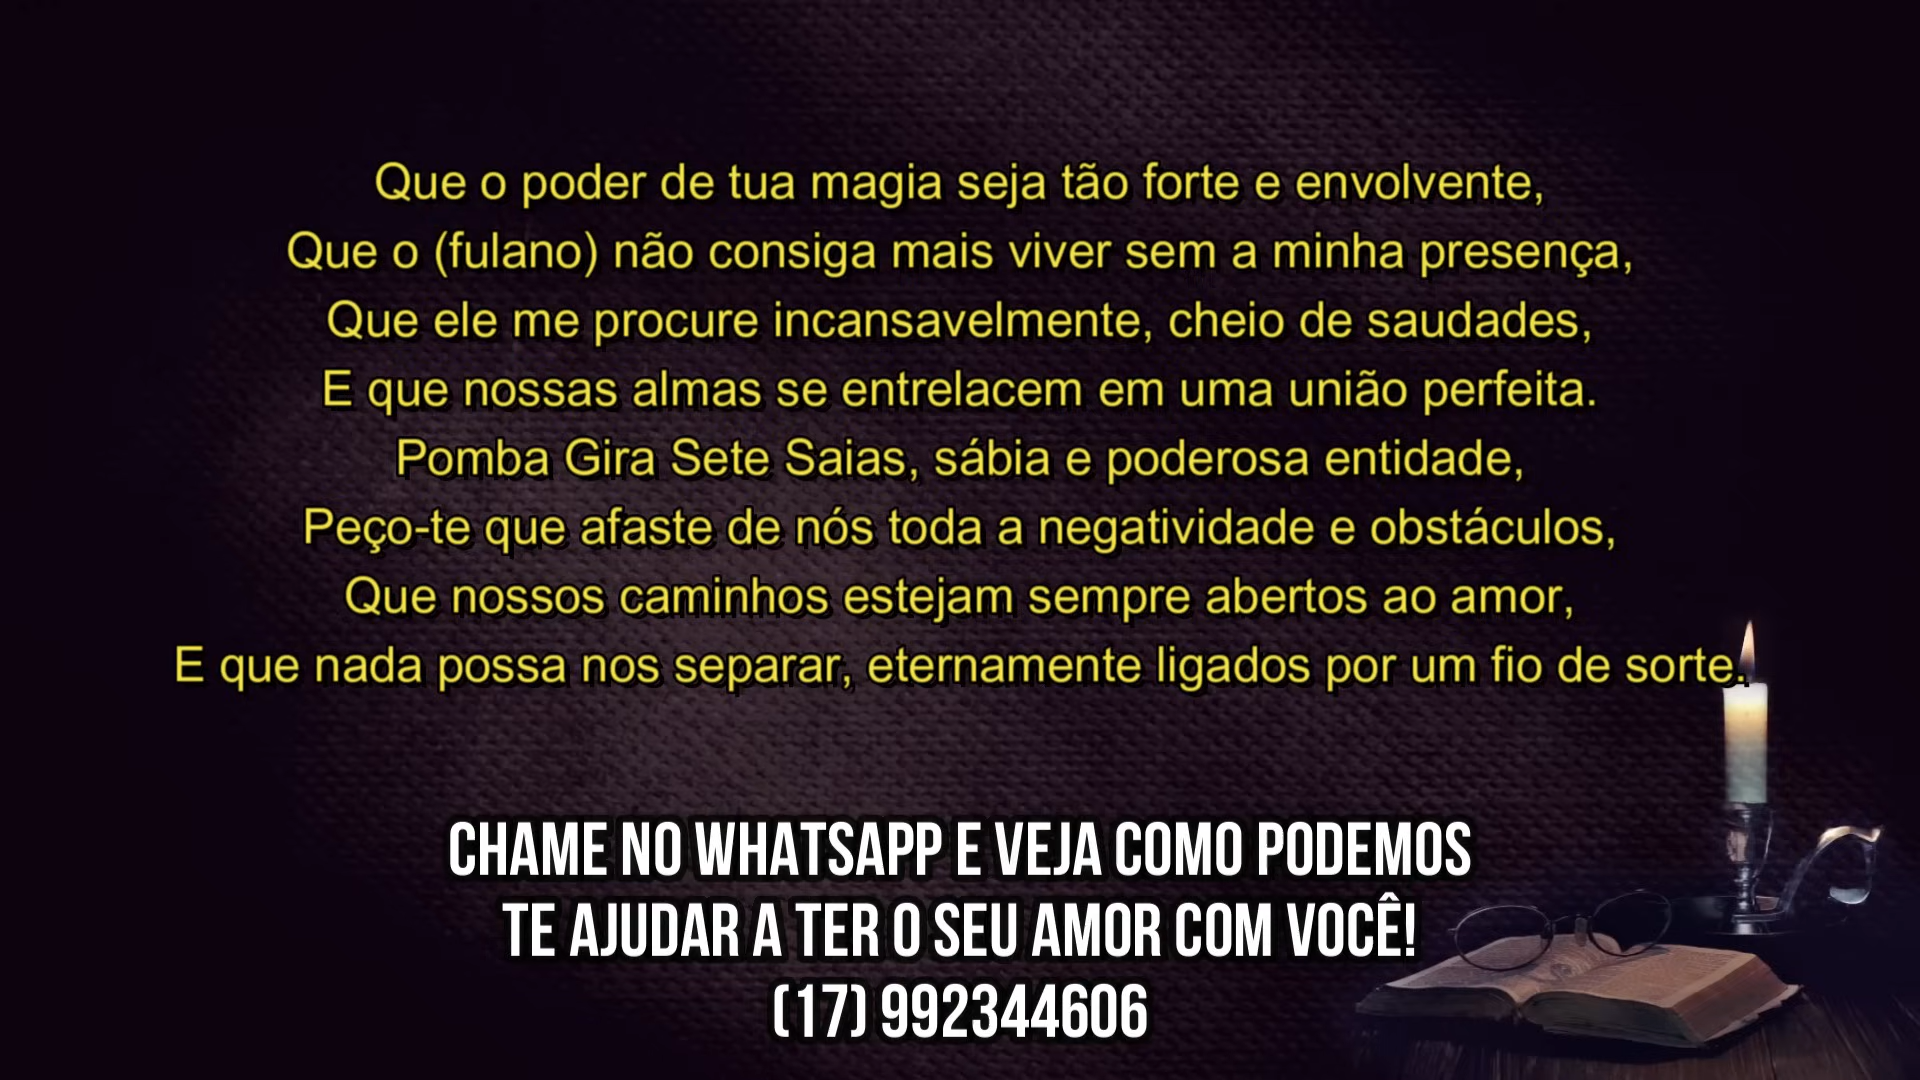 Que o poder de tua magia seja tão forte e envolvente,
Que o (fulano) não consiga mais viver sem a minha presença,
Que ele me procure incansavelmente, cheio de saudades,
E que nossas almas se entrelacem em uma união perfeita.
Pomba Gira Sete Saias, sábia e poderosa entidade,
Peço-te que afaste de nós toda a negatividade e obstáculos,
Que nossos caminhos estejam sempre abertos ao amor,
E que nada possa nos separar, eternamente ligados por um fio de sorte.
CHAME NO WHATSAPP E VEJA COMO PODEMOS
TE AJUDAR A TER O SEU AMOR COM VOCÊ!
(17) 992344606